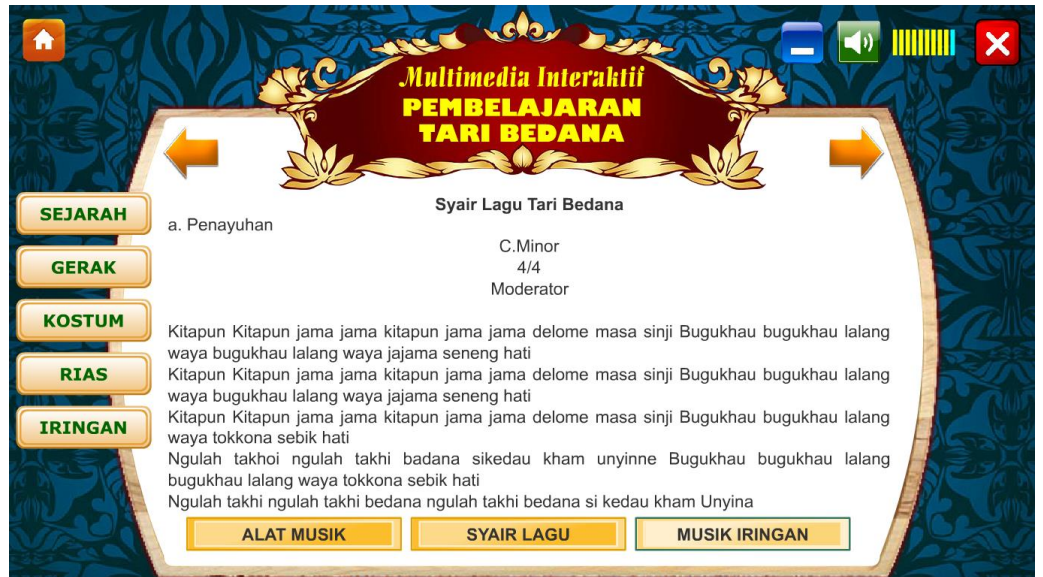 Multimedia Interaktif
PEMBELAJARAN
TARI BEDANA
SEJARAH
GERAK
KOSTUM
RIAS
IRINGAN
Syair Lagu Tari Bedana
a. Penayuhan
C.Minor
4/4
Moderator
Kitapun Kitapun jama jama kitapun jama jama delome masa sinji Bugukhau bugukhau lalang
waya bugukhau lalang waya jajama seneng hati
Kitapun Kitapun jama jama kitapun jama jama delome masa sinji Bugukhau bugukhau lalang
waya bugukhau lalang waya jajama seneng hati
Kitapun Kitapun jama jama kitapun jama jama delome masa sinji Bugukhau bugukhau lalang
waya tokkona sebik hati
Ngulah takhoi ngulah takhi badana sikedau kham unyinne Bugukhau bugukhau lalang
bugukhau lalang waya tokkona sebik hati
Ngulah takhi ngulah takhi bedana ngulah takhi bedana si kedau kham Unyina
ALAT MUSIK
SYAIR LAGU
MUSIK IRINGAN